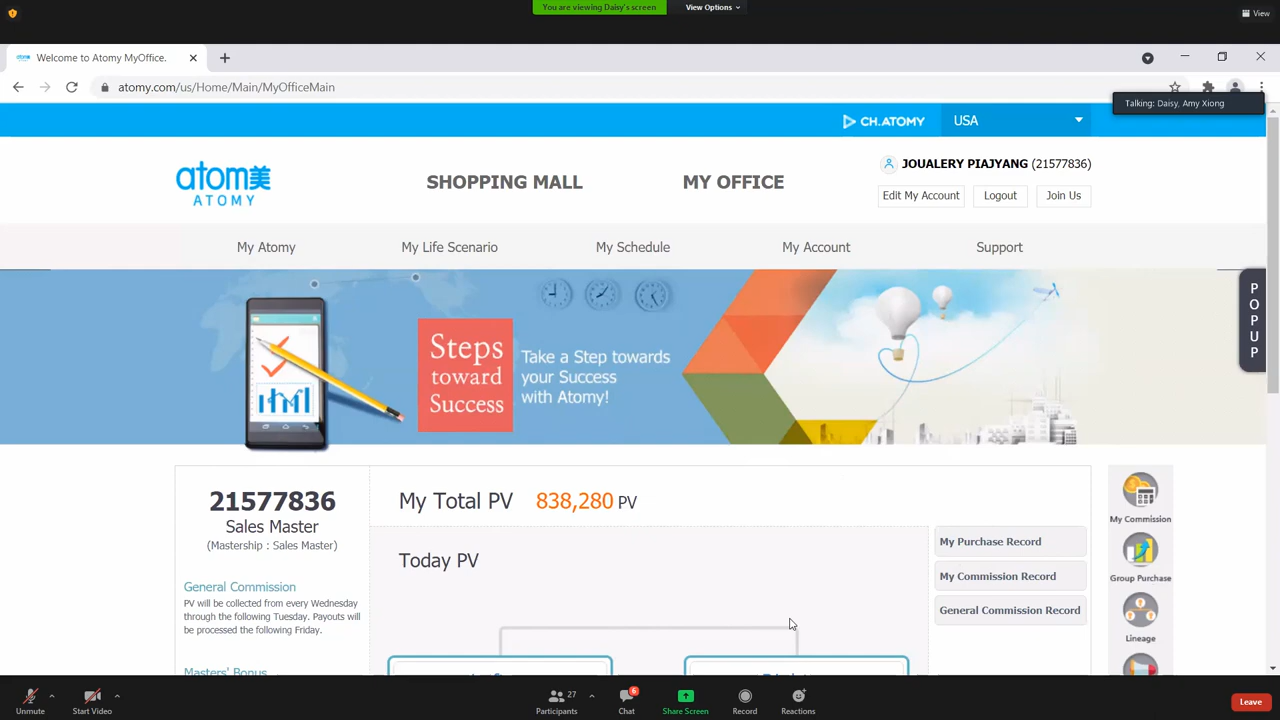 You are viewing Daisy's screen
View Options
View
Welcome to Atomy MyOffice.
atomy.com/us/Home/Main/MyOfficeMain
Talking: Daisy, Amy Xiong
CH.ATOMY
USA
atom美
ATOMY
SHOPPING MALL
MY OFFICE
JOUALERY PIAJYANG (21577836)
Edit My Account
Logout
Join Us
My Atomy
My Life Scenario
My Schedule
My Account
Support
Steps
toward
Success
Take a Step towards
your Success
with Atomy!
POPUP
21577836
Sales Master
(Mastership : Sales Master)
General Commission
PV will be collected from every Wednesday
through the following Tuesday. Payouts will
be processed the following Friday.
Masters' Bonus
My Total PV 838,280 PV
Today PV
My Purchase Record
My Commission Record
General Commission Record
My Commission
Group Purchase
Lineage
Unmute
Start Video
27
Participants
6
Chat
Share Screen
Record
Reactions
Leave